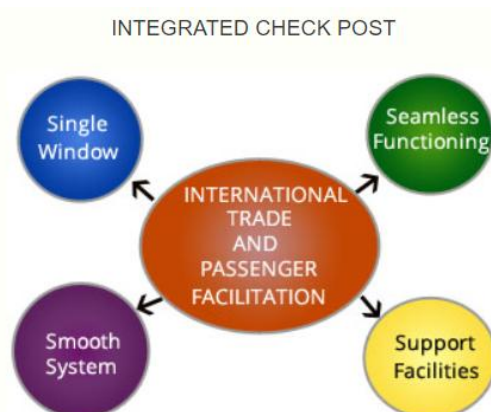 INTEGRATED CHECK POST
Single
Window
Seamless
Functioning
INTERNATIONAL
TRADE
AND
PASSENGER
FACILITATION
Smooth
System
Support
Facilities